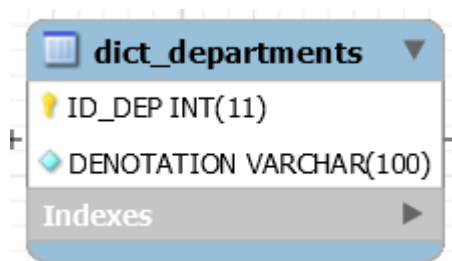 dict_departments
ID_DEP INT(11)
DENOTATION VARCHAR(100)
Indexes